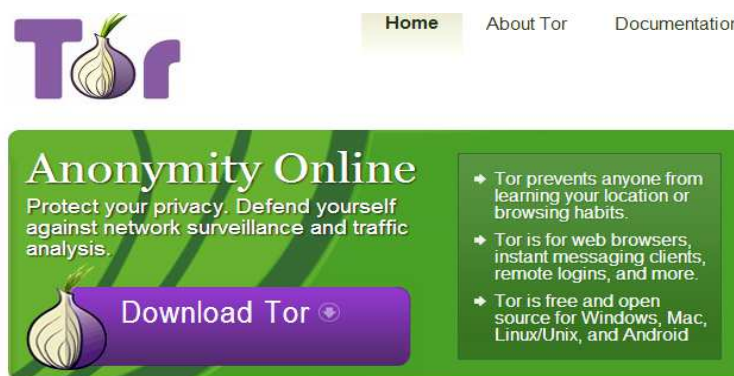 Tor
Home About Tor Documentation
Anonymity Online
Protect your privacy. Defend yourself
against network surveillance and traffic
analysis.
Download Tor
Tor prevents anyone from
learning your location or
browsing habits.
Tor is for web browsers,
instant messaging clients,
remote logins, and more.
Tor is free and open
source for Windows, Mac,
Linux/Unix, and Android